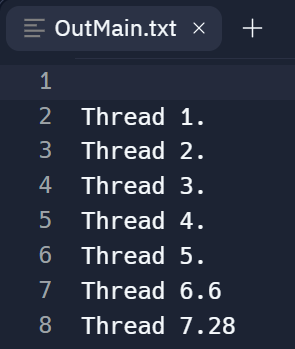 OutMain.txt × +
1
2 Thread 1.
3 Thread 2.
4 Thread 3.
5 Thread 4.
6 Thread 5.
7 Thread 6.6
8 Thread 7.28